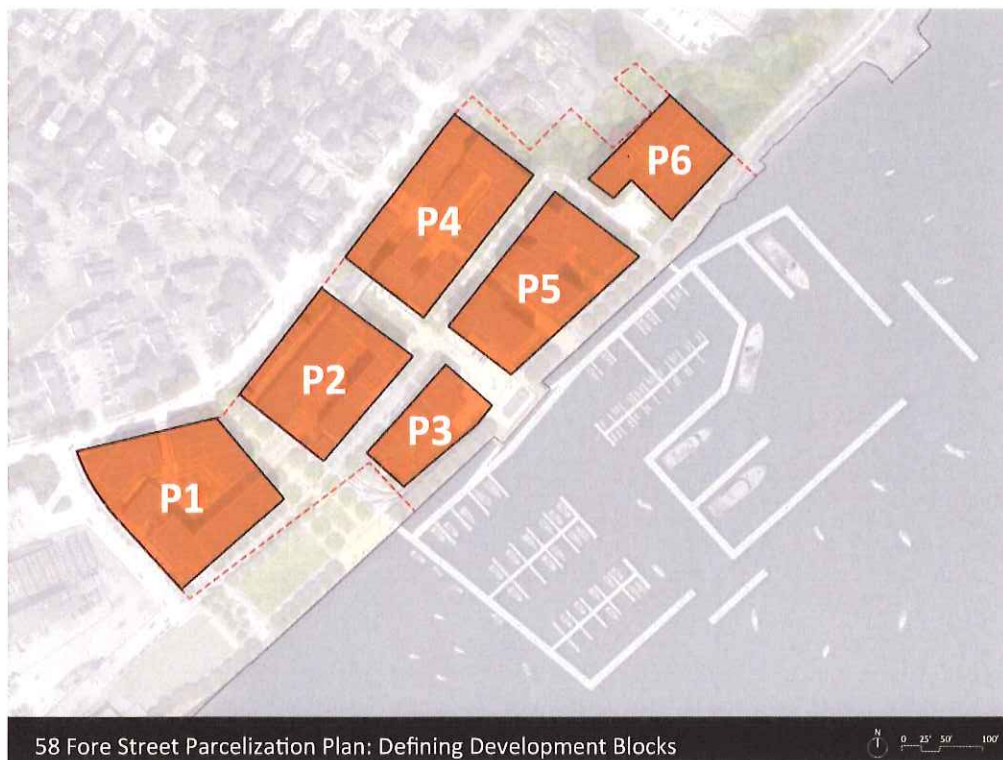 P6
P4
P5
P2
P3
P1
58 Fore Street Parcelization Plan: Defining Development Blocks
N
0 25' 50' 100'